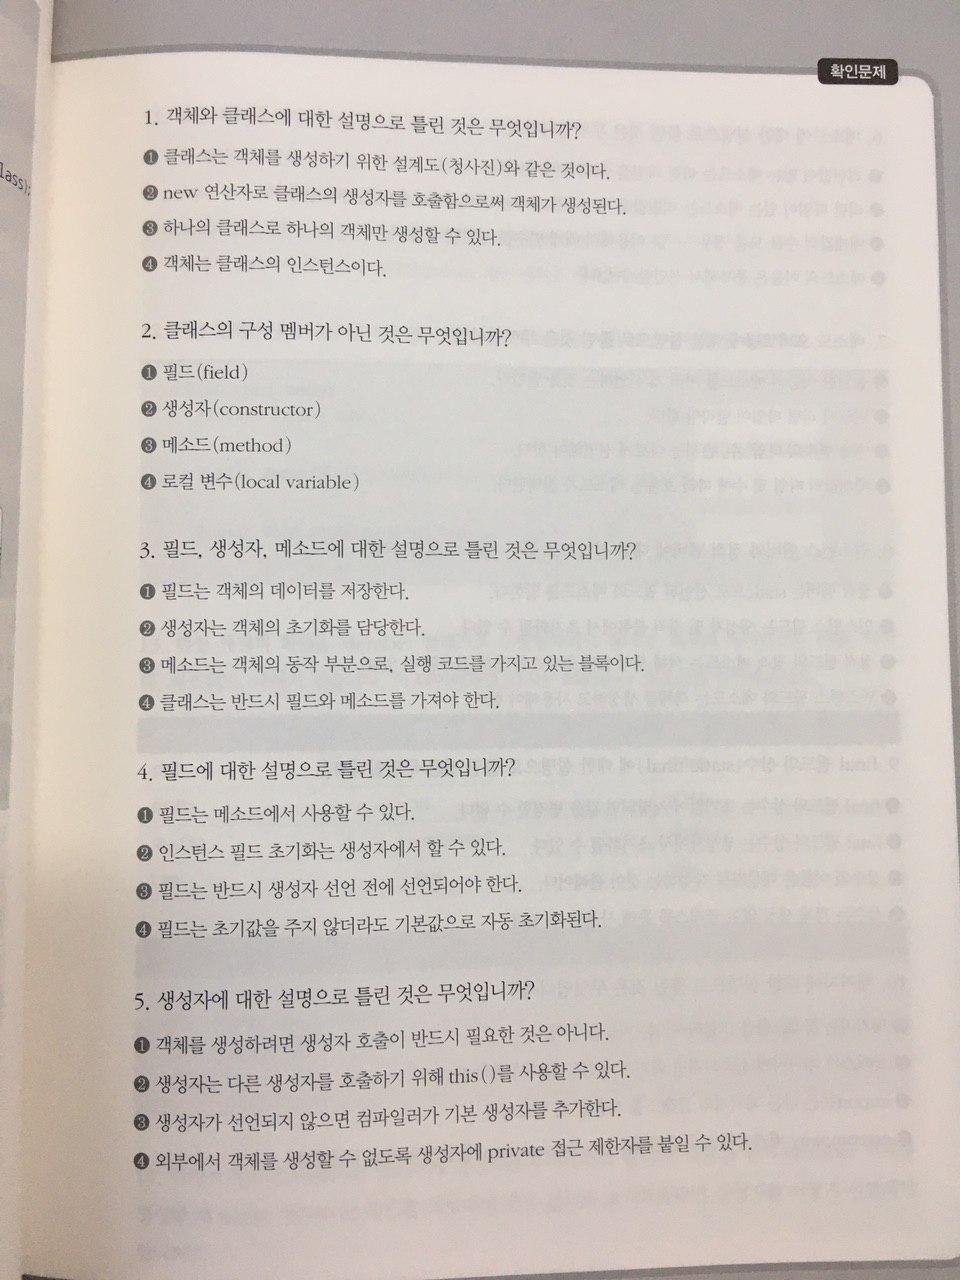 확인문제
1. 객체와 클래스에 대한 설명으로 틀린 것은 무엇입니까?
❶ 클래스는 객체를 생성하기 위한 설계도(청사진)와 같은 것이다.
❷ new 연산자로 클래스의 생성자를 호출함으로써 객체가 생성된다.
❸ 하나의 클래스로 하나의 객체만 생성할 수 있다.
❹ 객체는 클래스의 인스턴스이다.
2. 클래스의 구성 멤버가 아닌 것은 무엇입니까?
❶ 필드(field)
❷ 생성자(constructor)
❸ 메소드(method)
❹ 로컬 변수(local variable)
3. 필드, 생성자, 메소드에 대한 설명으로 틀린 것은 무엇입니까?
❶ 필드는 객체의 데이터를 저장한다.
❷ 생성자는 객체의 초기화를 담당한다.
❸ 메소드는 객체의 동작 부분으로, 실행 코드를 가지고 있는 블록이다.
❹ 클래스는 반드시 필드와 메소드를 가져야 한다.
4. 필드에 대한 설명으로 틀린 것은 무엇입니까?
❶ 필드는 메소드에서 사용할 수 있다.
❷ 인스턴스 필드 초기화는 생성자에서 할 수 있다.
❸ 필드는 반드시 생성자 선언 전에 선언되어야 한다.
❹ 필드는 초기값을 주지 않더라도 기본값으로 자동 초기화된다.
5. 생성자에 대한 설명으로 틀린 것은 무엇입니까?
❶ 객체를 생성하려면 생성자 호출이 반드시 필요한 것은 아니다.
❷ 생성자는 다른 생성자를 호출하기 위해 this()를 사용할 수 있다.
❸ 생성자가 선언되지 않으면 컴파일러가 기본 생성자를 추가한다.
❹ 외부에서 객체를 생성할 수 없도록 생성자에 private 접근 제한자를 붙일 수 있다.